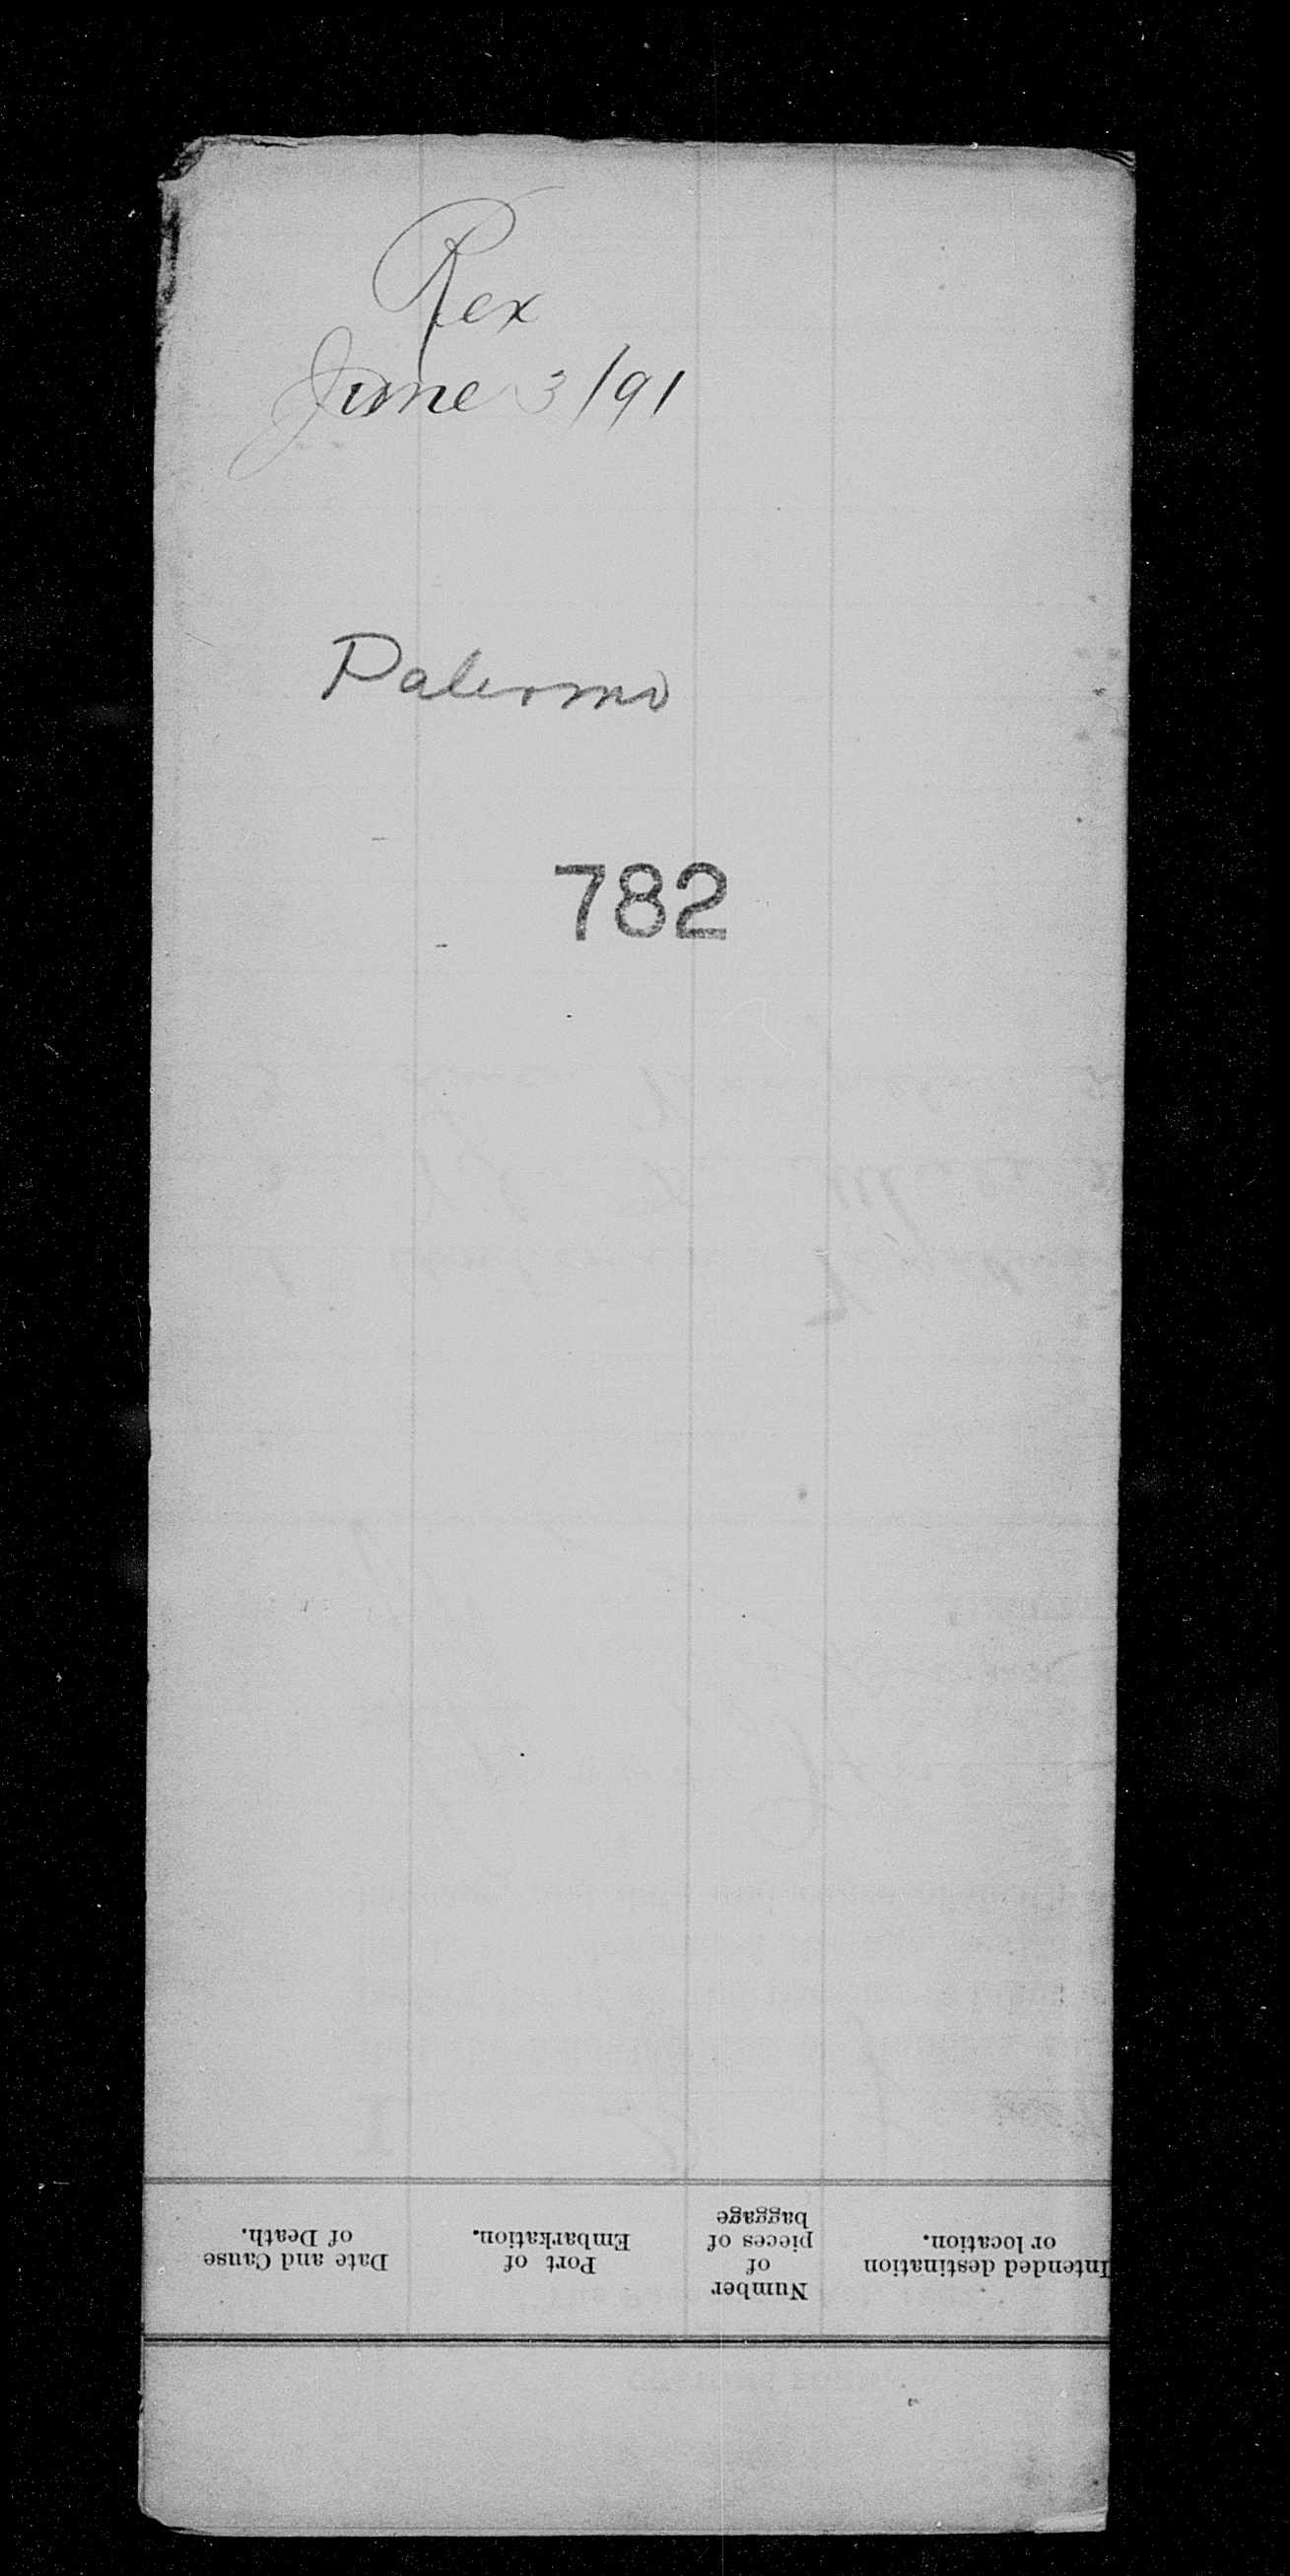 Rex
June 3/91
Palermo
782
Intended destination
or location.
Number
of
pieces of
baggage
Port of
Embarkation.
Date and Cause
of Death.